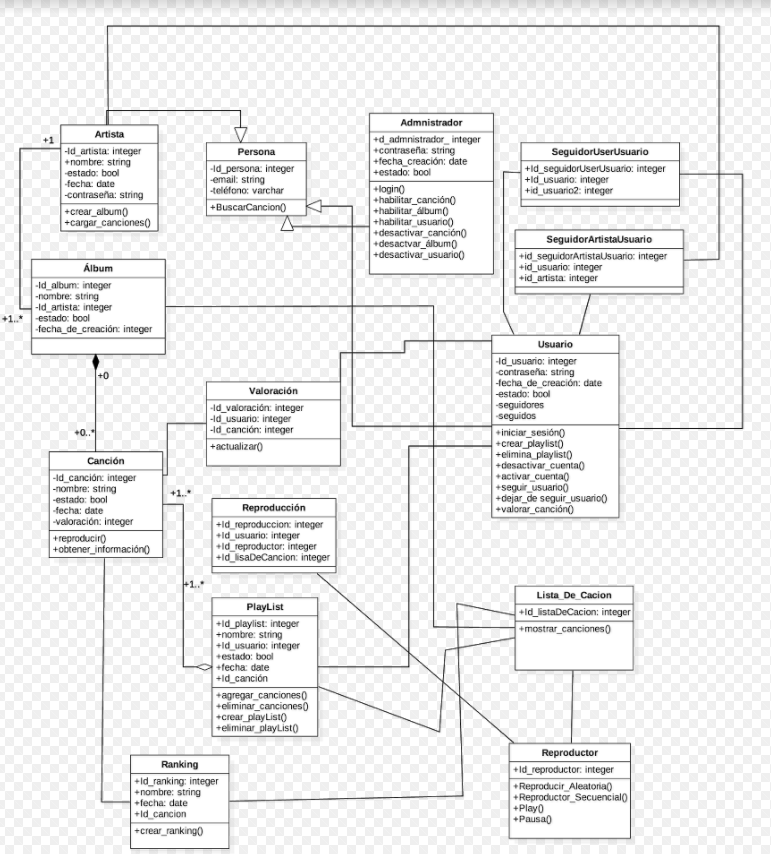 Artista
-Id_artista: integer
+nombre: string
-estado: bool
-fecha: date
-contraseña: string
+crear_album()
+cargar_canciones()
+1
Persona
-Id_persona: integer
-email: string
-teléfono: varchar
+BuscarCancion()
Admnistrador
+d_admnistrador_ integer
+contraseña: string
+fecha_creación: date
+estado: bool
+login()
+habilitar_canción()
+habilitar_álbum()
+habilitar_usuario()
+desactivar_canción()
+desactvar_álbum()
+desactivar_usuario()
SeguidorUserUsuario
+Id_seguidorUserUsuario: integer
+Id_usuario: integer
+id_usuario2: integer
SeguidorArtistaUsuario
+id_seguidorArtistaUsuario: integer
+id_usuario: integer
+id_artista: integer
Álbum
-Id_album: integer
-nombre: string
-Id_artista: integer
-estado: bool
-fecha_de_creación: integer
+1..*
+0
+0..*
Valoración
-Id_valoración: integer
-Id_usuario: integer
-Id_canción: integer
+actualizar()
Usuario
-Id_usuario: integer
-contraseña: string
-fecha_de_creación: date
-estado: bool
-seguidores
-seguidos
+iniciar_sesión()
+crear_playlist()
+elimina_playlist()
+desactivar_cuenta()
+activar_cuenta()
+seguir_usuario()
+dejar_de seguir_usuario()
+valorar_canción()
Canción
-Id_canción: integer
-nombre: string
-estado: bool
-fecha: date
-valoración: integer
+reproducir()
+obtener_información()
+1..*
+1..*
Reproducción
+Id_reproduccion: integer
+Id_usuario: integer
+Id_reproductor: integer
+Id_lisaDeCancion: integer
PlayList
+Id_playlist: integer
+nombre: string
+Id_usuario: integer
+estado: bool
+fecha: date
+Id_canción
+agregar_canciones()
+eliminar_canciones()
+crear_playList()
+eliminar_playList()
Lista_De_Cacion
+Id_listaDeCacion: integer
+mostrar_canciones()
Ranking
+Id_ranking: integer
+nombre: string
+fecha: date
+Id_cancion
+crear_ranking()
Reproductor
+Id_reproductor: integer
+Reproducir_Aleatoria()
+Reproductor_Secuencial()
+Play()
+Pausa()